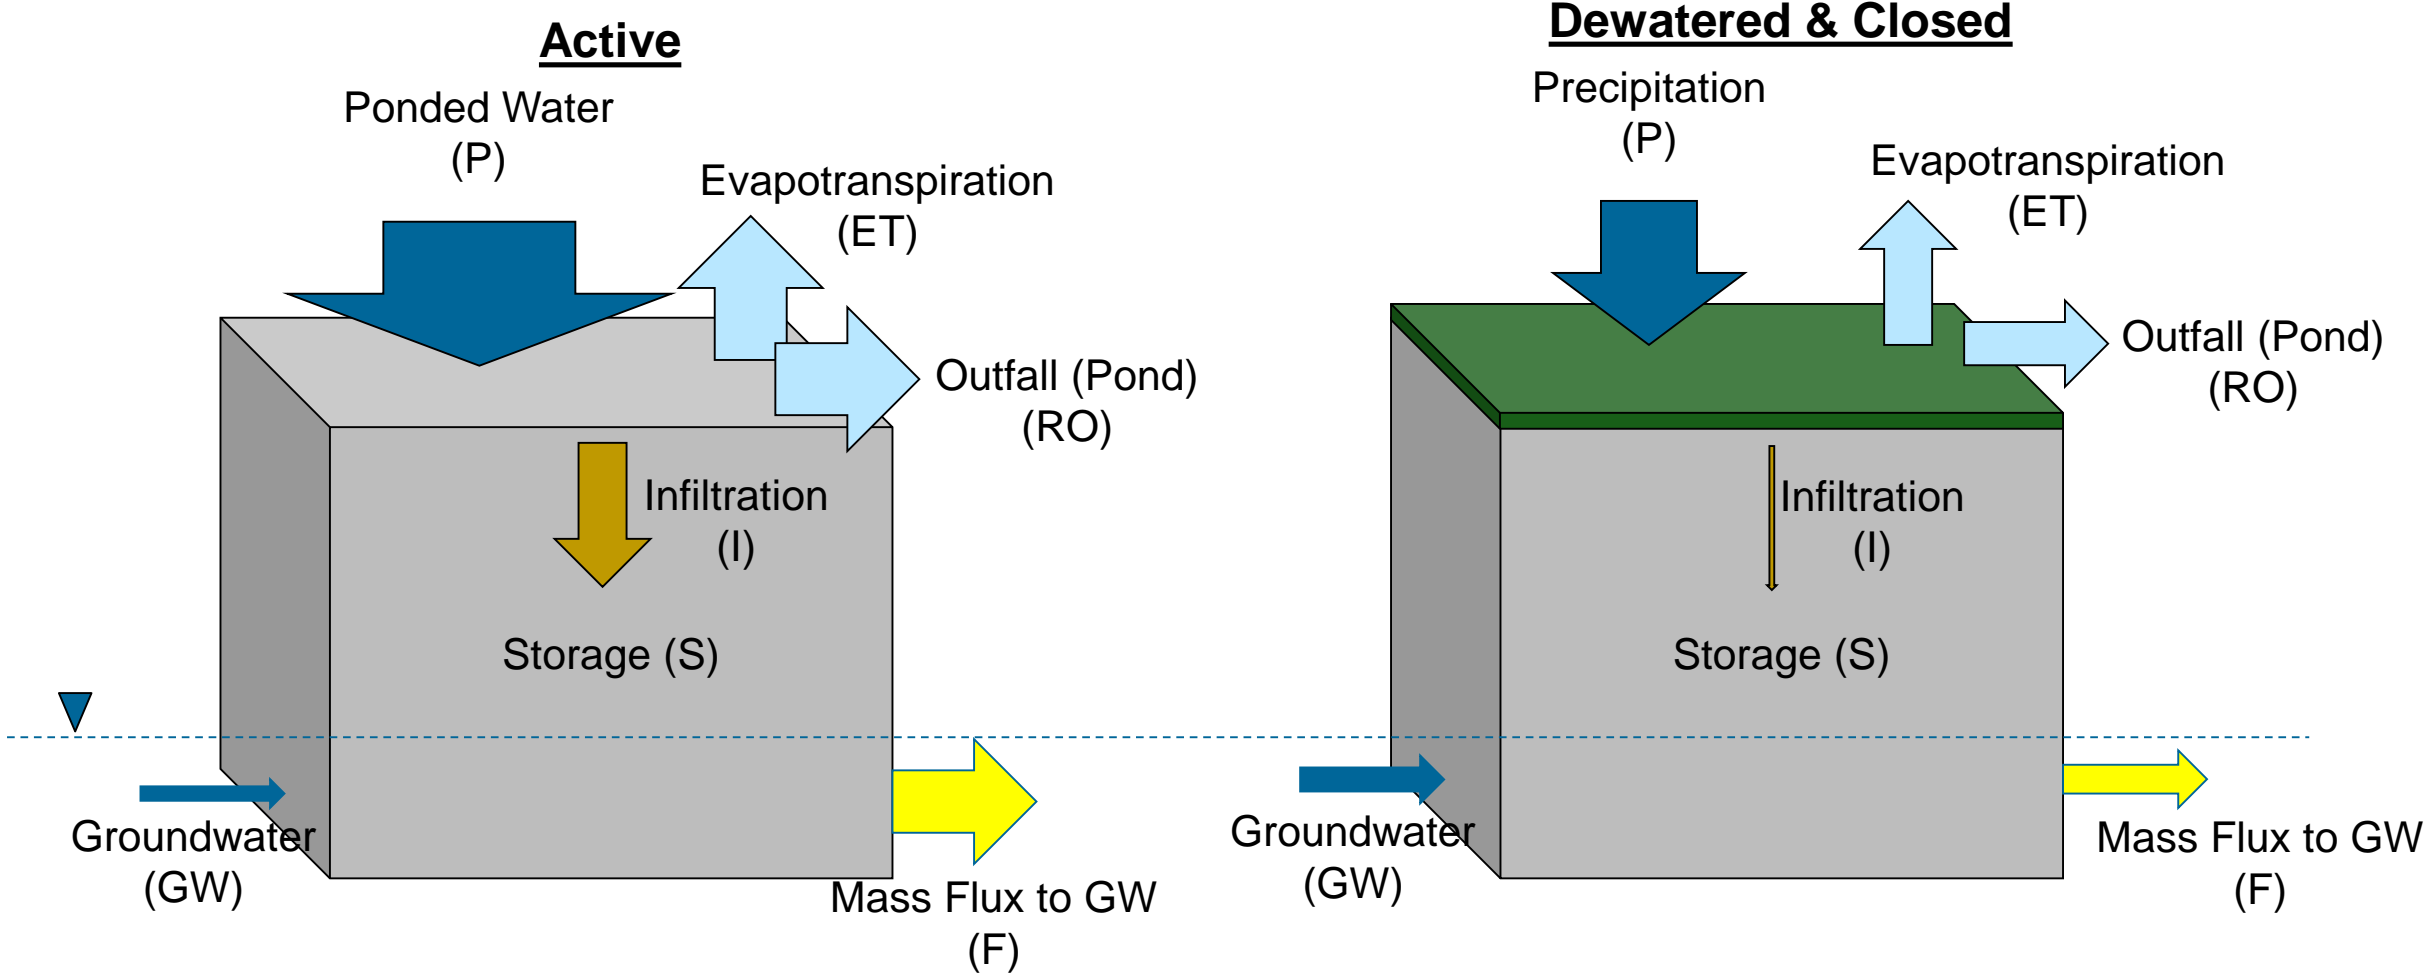 Active
Ponded Water
(P)
Evapotranspiration
(ET)
Outfall (Pond)
(RO)
Infiltration
(I)
Storage (S)
Groundwater
(GW)
Mass Flux to GW
(F)
Dewatered & Closed
Precipitation
(P)
Evapotranspiration
(ET)
Outfall (Pond)
(RO)
Infiltration
(I)
Storage (S)
Groundwater
(GW)
Mass Flux to GW
(F)